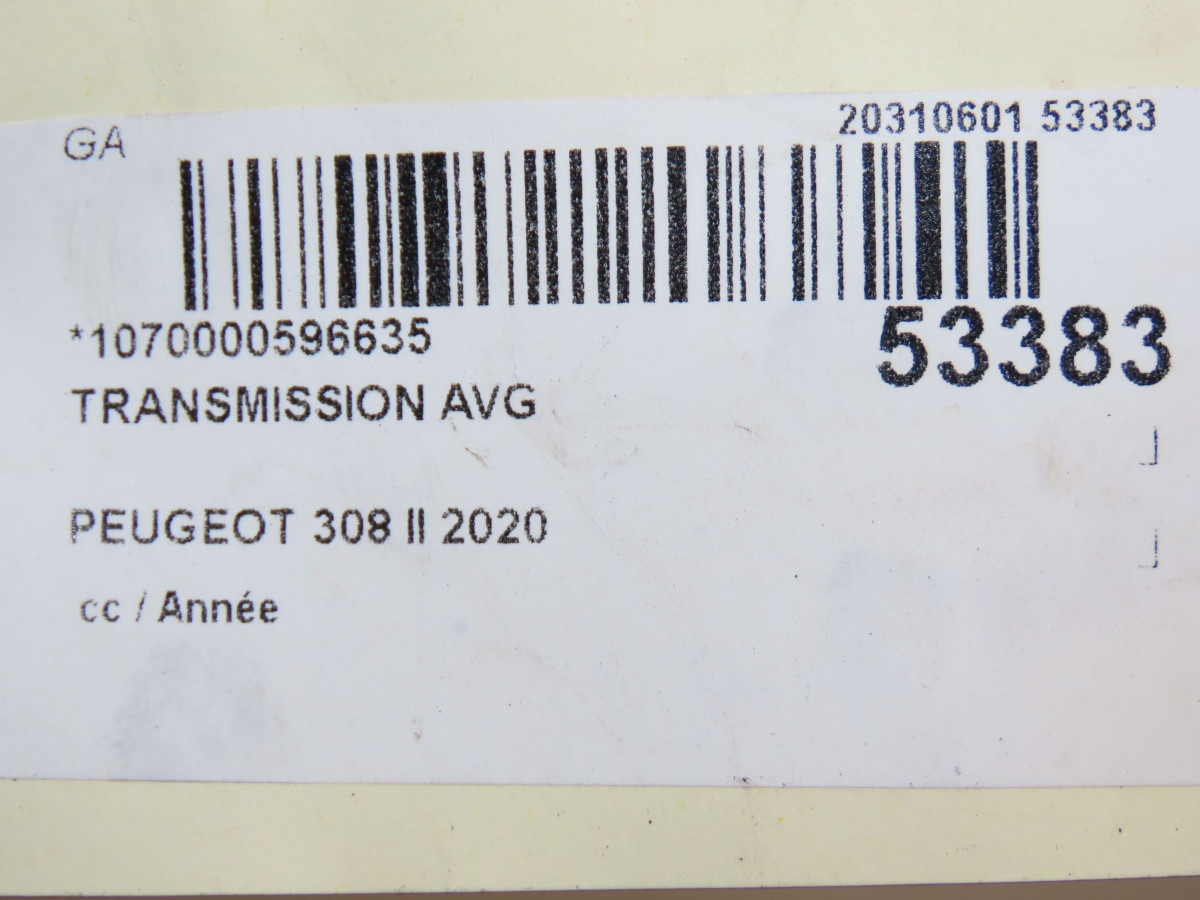 GA
20310601 53383
*1070000596635
53383
TRANSMISSION AVG
PEUGEOT 308 II 2020
cc / Année